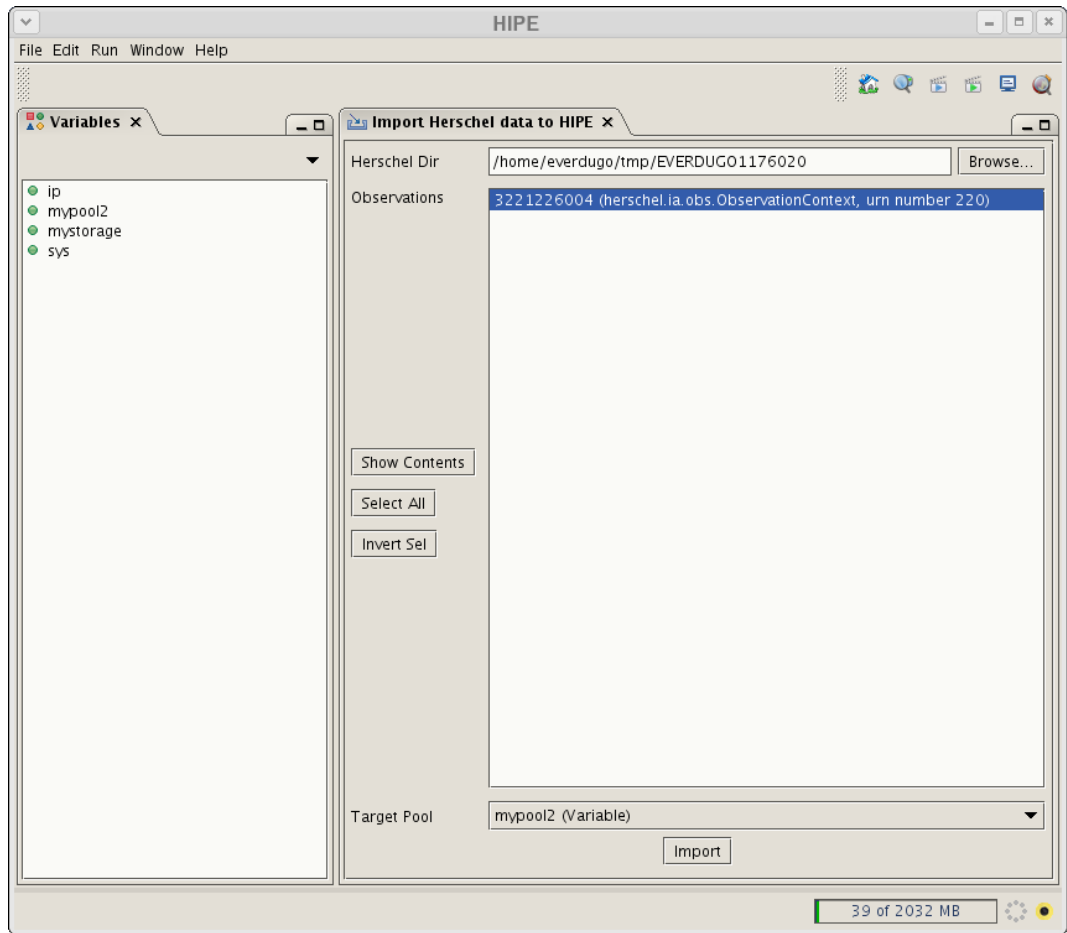 HIPE
File Edit Run Window Help
Variables
Import Herschel data to HIPE
Herschel Dir
/home/everdugo/tmp/EVERDUGO1176020
Browse...
Observations
3221226004 (herschel.ia.obs.ObservationContext, urn number 220)
ip
mypool2
mystorage
sys
Show Contents
Select All
Invert Sel
Target Pool
mypool2 (Variable)
Import
39 of 2032 MB